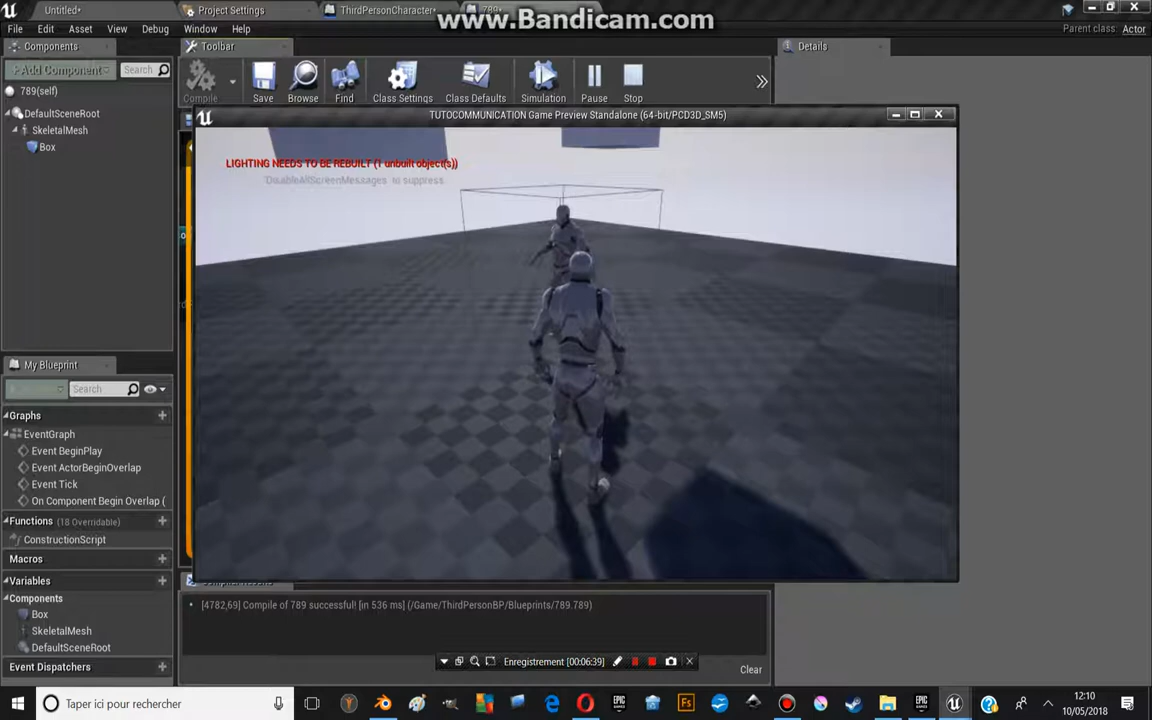 www.Bandicam.com
Untitled*
Project Settings
ThirdPersonCharacter*
789*
File Edit Asset View Debug Window Help
Parent class: Actor
Components
Toolbar
Details
+Add Component
Search
Compile
Save
Browse
Find
Class Settings
Class Defaults
Simulation
Pause
Stop
789(self)
DefaultSceneRoot
SkeletalMesh
Box
TUTOCOMMUNICATION Game Preview Standalone (64-bit/PCD3D_SM5)
LIGHTING NEEDS TO BE REBUILT (1 unbuilt object(s))
'DisableAllScreenMessages' to suppress
My Blueprint
Search
Graphs
EventGraph
Event BeginPlay
Event ActorBeginOverlap
Event Tick
On Component Begin Overlap (
Functions (18 Overridable)
ConstructionScript
Macros
Variables
Components
Box
SkeletalMesh
DefaultSceneRoot
Event Dispatchers
[4782,69] Compile of 789 successful! [in 536 ms] (/Game/ThirdPersonBP/Blueprints/789.789)
Enregistrement [00:06:39]
Clear
Taper ici pour rechercher
12:10
10/05/2018